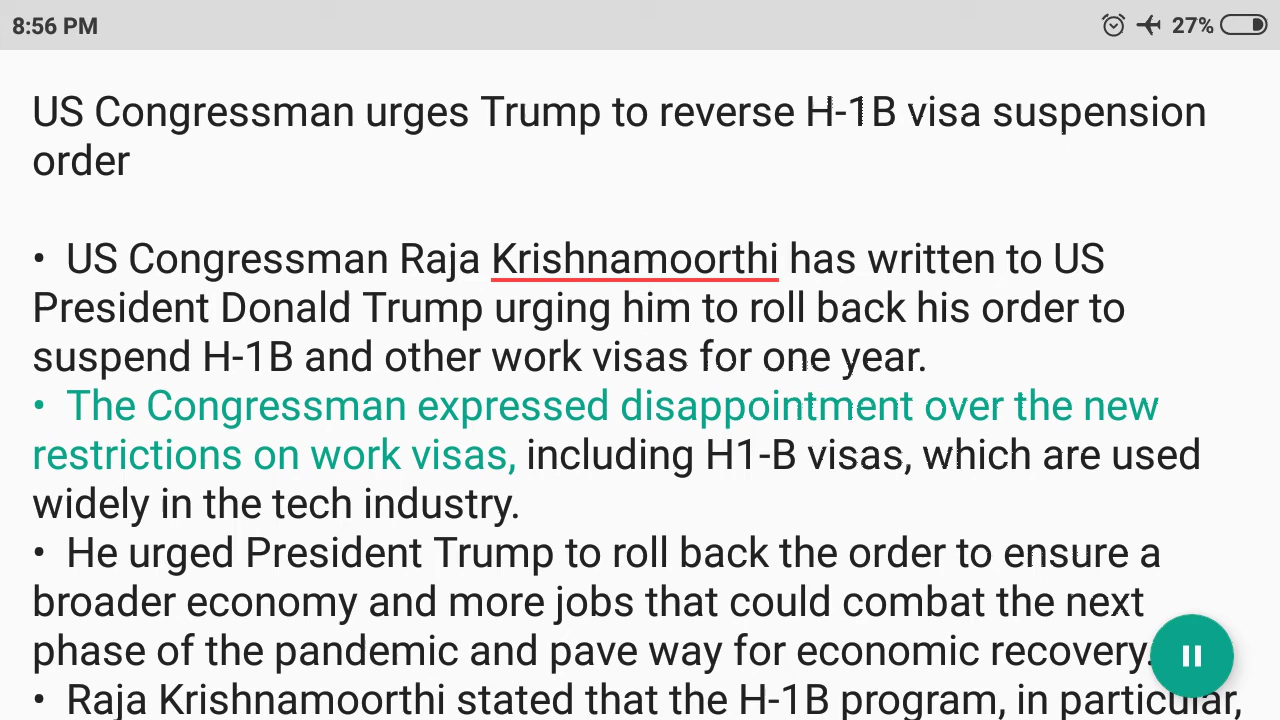 8:56 PM
27%
US Congressman urges Trump to reverse H-1B visa suspension
order
• US Congressman Raja Krishnamoorthi has written to US
President Donald Trump urging him to roll back his order to
suspend H-1B and other work visas for one year.
• The Congressman expressed disappointment over the new
restrictions on work visas, including H1-B visas, which are used
widely in the tech industry.
• He urged President Trump to roll back the order to ensure a
broader economy and more jobs that could combat the next
phase of the pandemic and pave way for economic recovery.
• Raja Krishnamoorthi stated that the H-1B program, in particular,